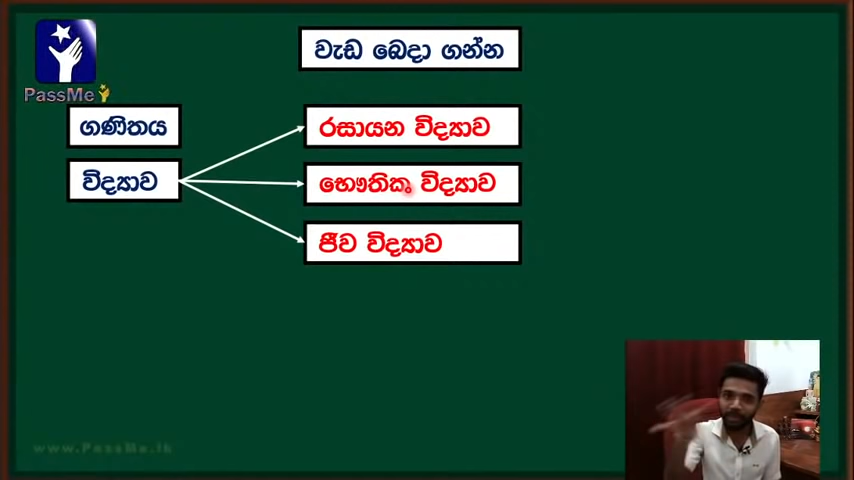 PassMe
වැඩ බෙදා ගන්න
ගණිතය
විද්‍යාව
රසායන විද්‍යාව
භෞතික විද්‍යාව
ජීව විද්‍යාව
www.PassMe.lk